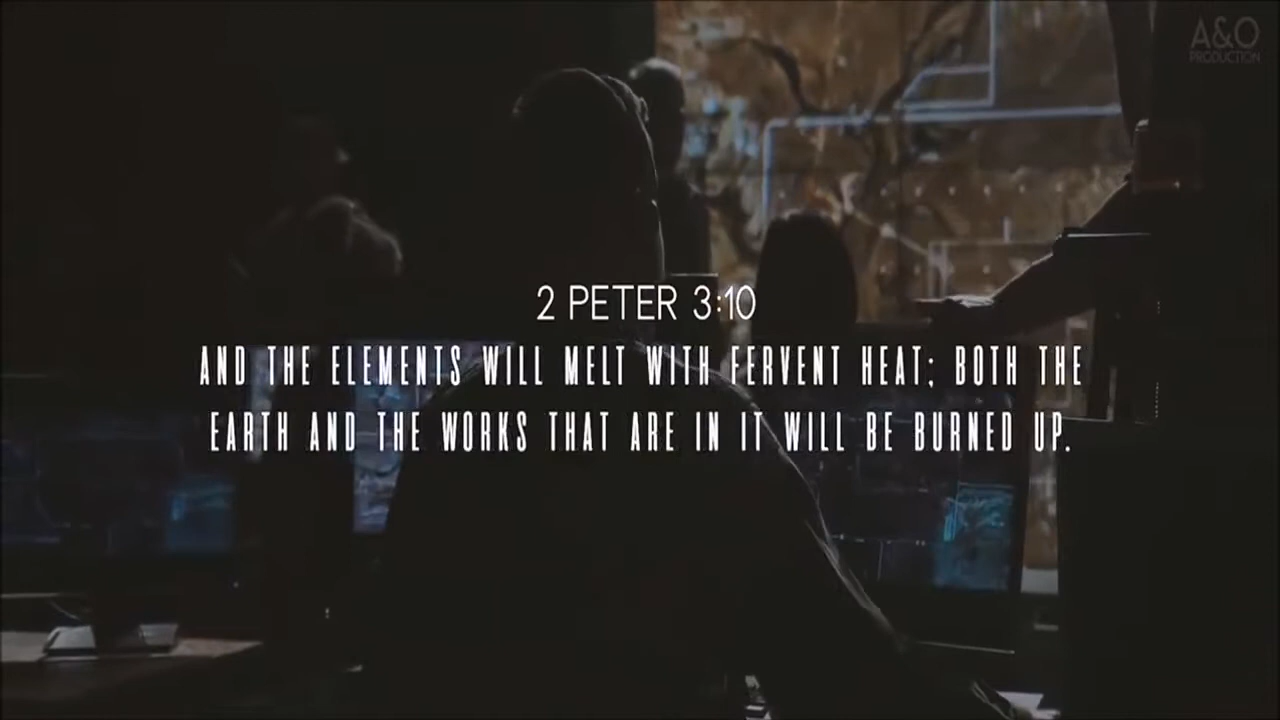 A&O
PRODUCTION
2 PETER 3:10
AND THE ELEMENTS WILL MELT WITH FERVENT HEAT; BOTH THE
EARTH AND THE WORKS THAT ARE IN IT WILL BE BURNED UP.